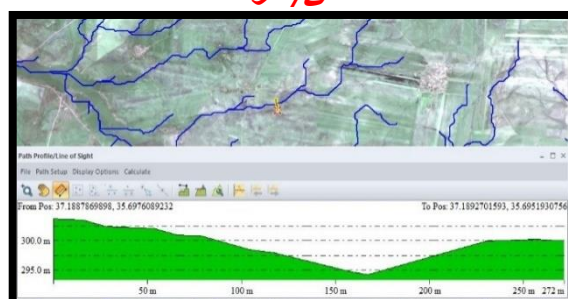 Path Profile/Line of Sight
File Path Setup Display Options Calculate
From Pos: 37.1887869898, 35.6976089232 To Pos: 37.1892701593, 35.6951930756
300.0 m
295.0 m
50 m 100 m 150 m 200 m 250 m 272 m